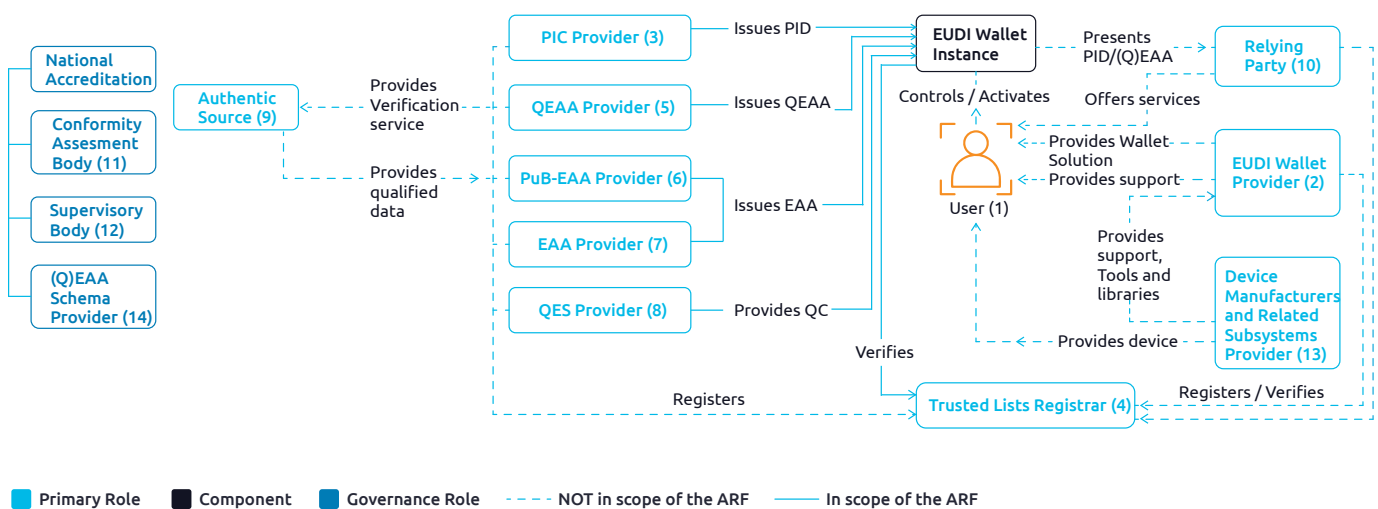 National
Accreditation
Conformity
Assesment
Body (11)
Supervisory
Body (12)
(Q)EAA
Schema
Provider (14)
Authentic
Source (9)
Provides
Verification
service
Provides
qualified
data
PIC Provider (3)
QEAA Provider (5)
PuB-EAA Provider (6)
EAA Provider (7)
QES Provider (8)
Issues PID
Issues QEAA
Issues EAA
Provides QC
Registers
Verifies
EUDI Wallet
Instance
Controls / Activates
User (1)
Presents
PID/(Q)EAA
Offers services
Provides Wallet
Solution
Provides support
Provides
support,
Tools and
libraries
Provides device
Relying
Party (10)
EUDI Wallet
Provider (2)
Device
Manufacturers
and Related
Subsystems
Provider (13)
Trusted Lists Registrar (4)
Registers / Verifies
Primary Role
Component
Governance Role
NOT in scope of the ARF
In scope of the ARF